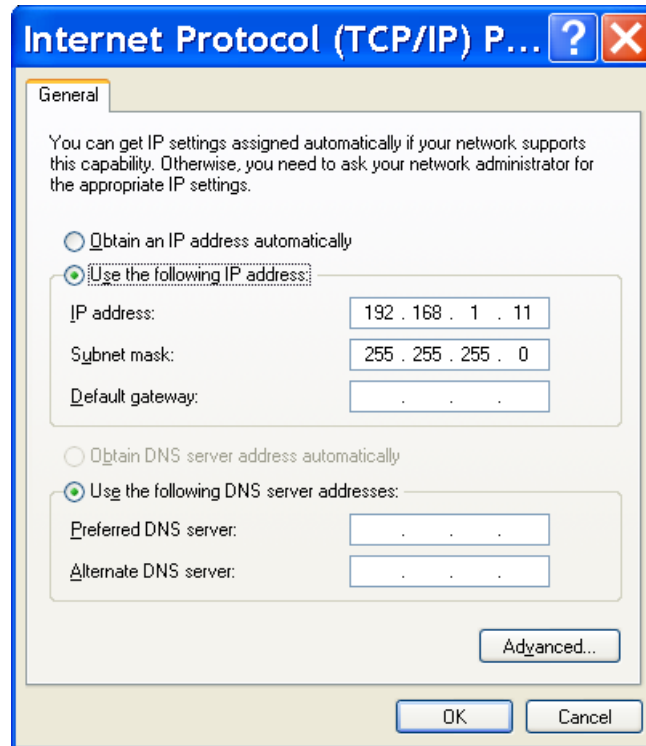 Internet Protocol (TCP/IP) P...
General
You can get IP settings assigned automatically if your network supports
this capability. Otherwise, you need to ask your network administrator for
the appropriate IP settings.
Obtain an IP address automatically
Use the following IP address:
IP address: 192 . 168 . 1 . 11
Subnet mask: 255 . 255 . 255 . 0
Default gateway: . . .
Obtain DNS server address automatically
Use the following DNS server addresses:
Preferred DNS server: . . .
Alternate DNS server: . . .
Advanced...
OK Cancel